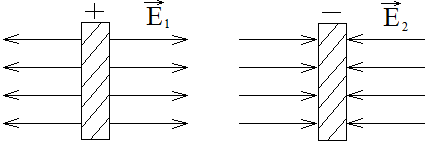 + E⃗₁ − E⃗₂